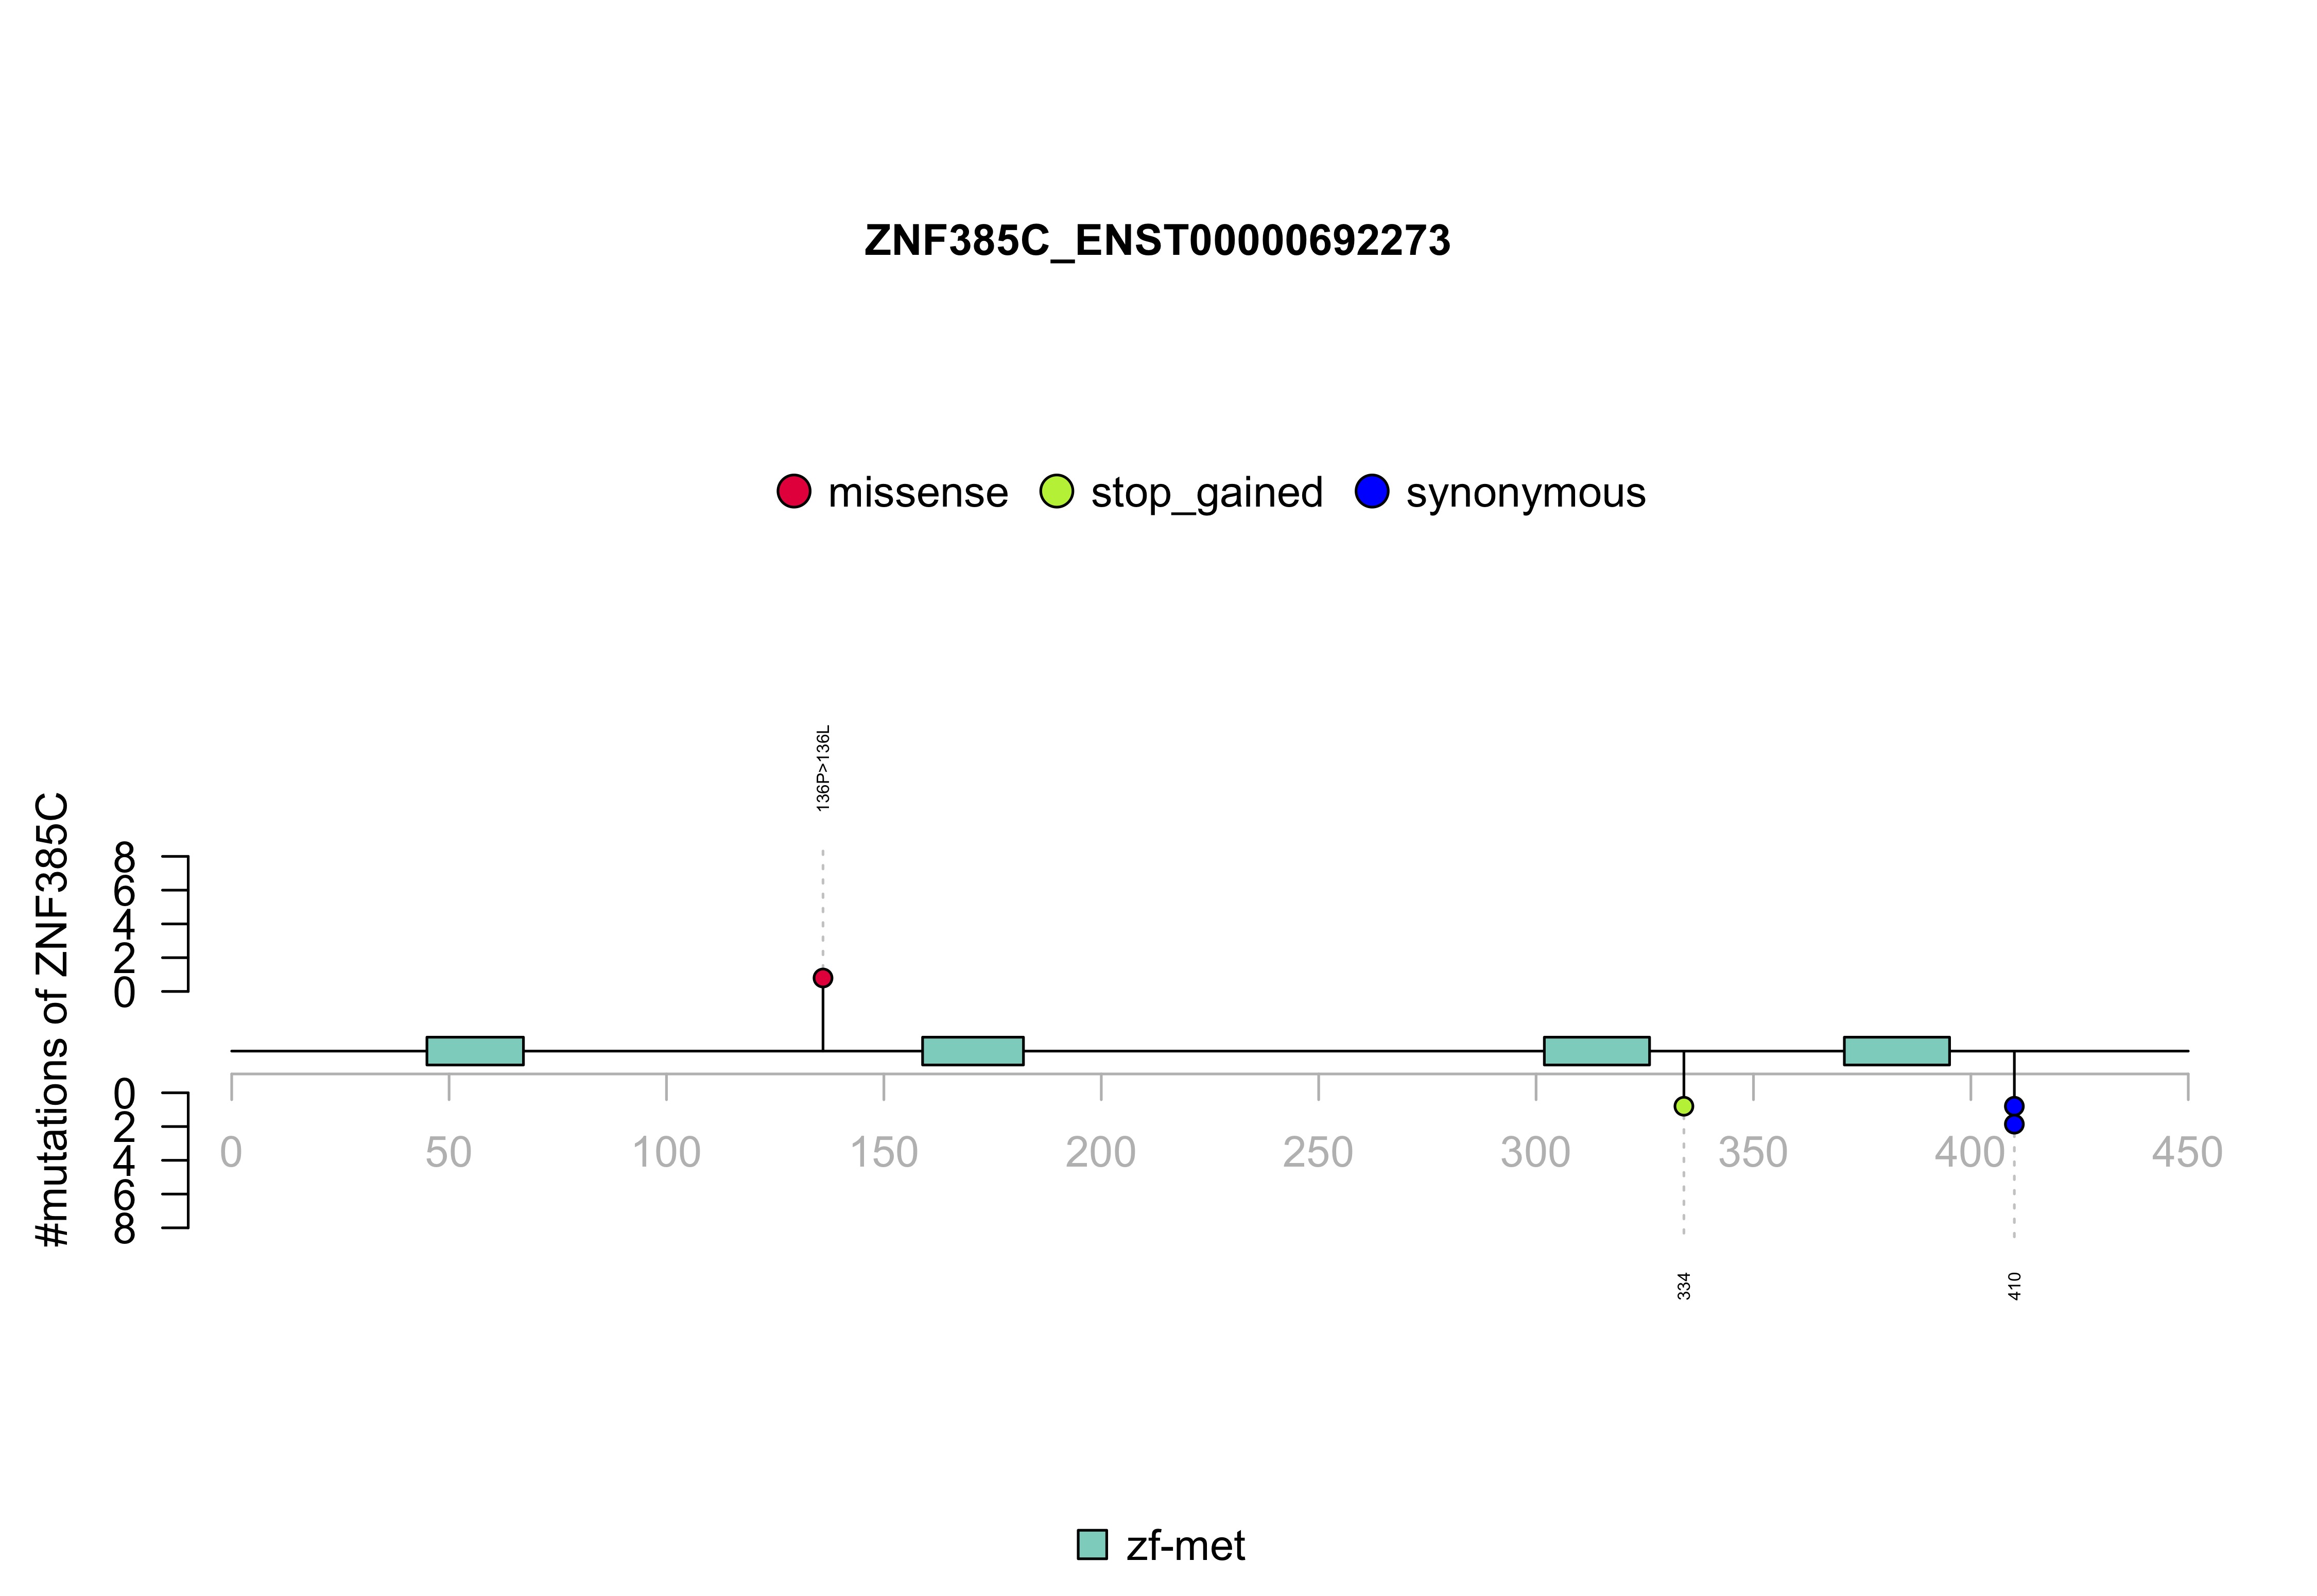 ZNF385C_ENST00000692273
missense stop_gained synonymous
136P>136L
#mutations of ZNF385C
8
6
4
2
0
0
2
4
6
8
0 50 100 150 200 250 300 350 400 450
334 410
zf-met